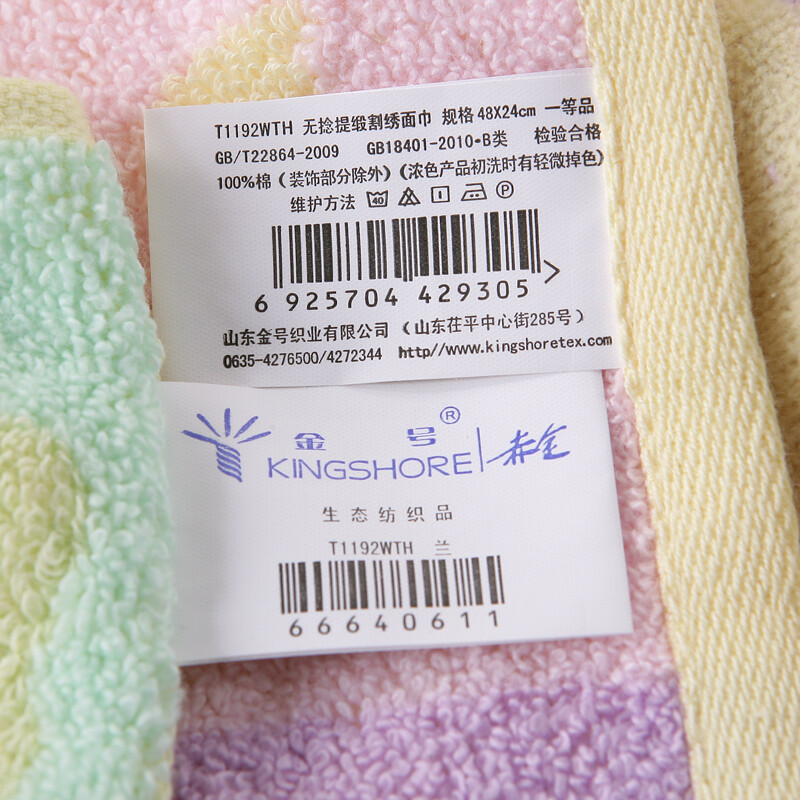 T1192WTH 无捻提缎割绣面巾 规格48X24cm 一等品
GB/T22864-2009 GB18401-2010·B类 检验合格
100%棉（装饰部分除外）（浓色产品初洗时有轻微掉色）
维护方法 40 P
6 925704 429305 >
山东金号织业有限公司（山东茌平中心街285号）
0635-4276500/4272344 http//www.kingshoretex.com
金 号®
KINGSHORE 赤金
生态纺织品
T1192WTH 兰
66640611